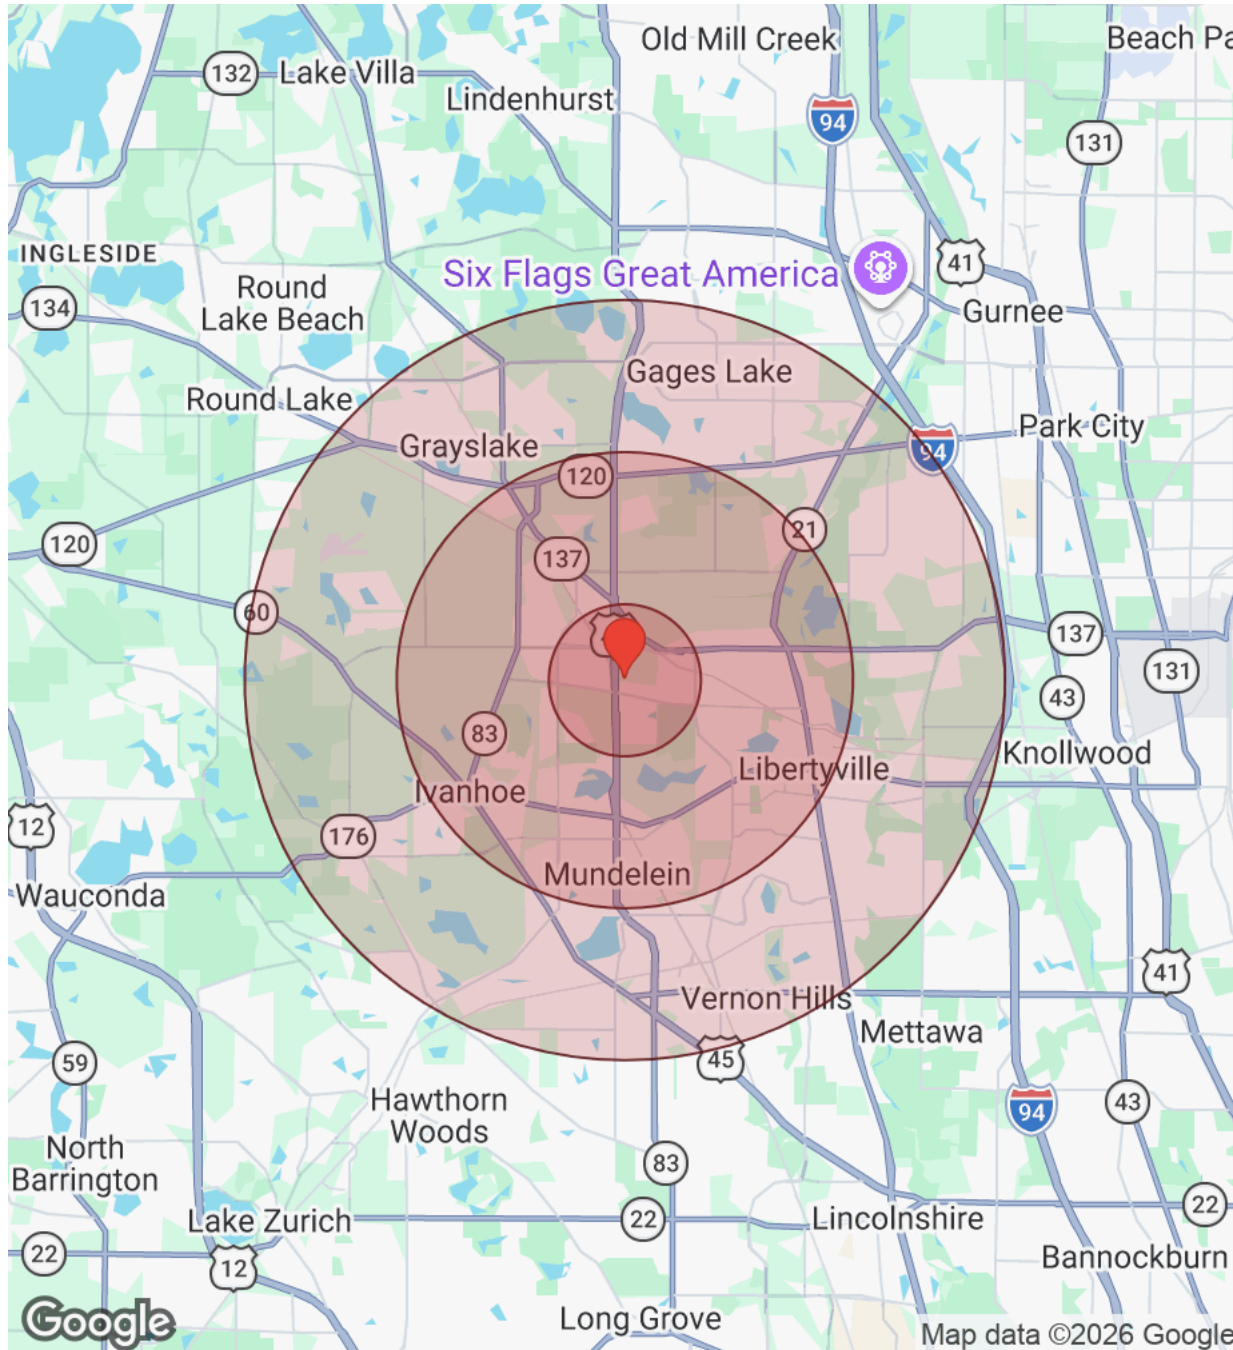 Old Mill Creek
Beach Pa
132
Lake Villa
Lindenhurst
94
131
INGLESIDE
41
Six Flags Great America
Round
Lake Beach
134
Gurnee
Gages Lake
Round Lake
Park City
Grayslake
94
120
21
120
137
60
137
131
43
83
Knollwood
Libertyville
Ivanhoe
12
176
Mundelein
Wauconda
41
Vernon Hills
Mettawa
59
45
Hawthorn
Woods
94
43
North
Barrington
83
22
Lake Zurich
22
Lincolnshire
22
12
Bannockburn
Google
Long Grove
Map data ©2026 Google